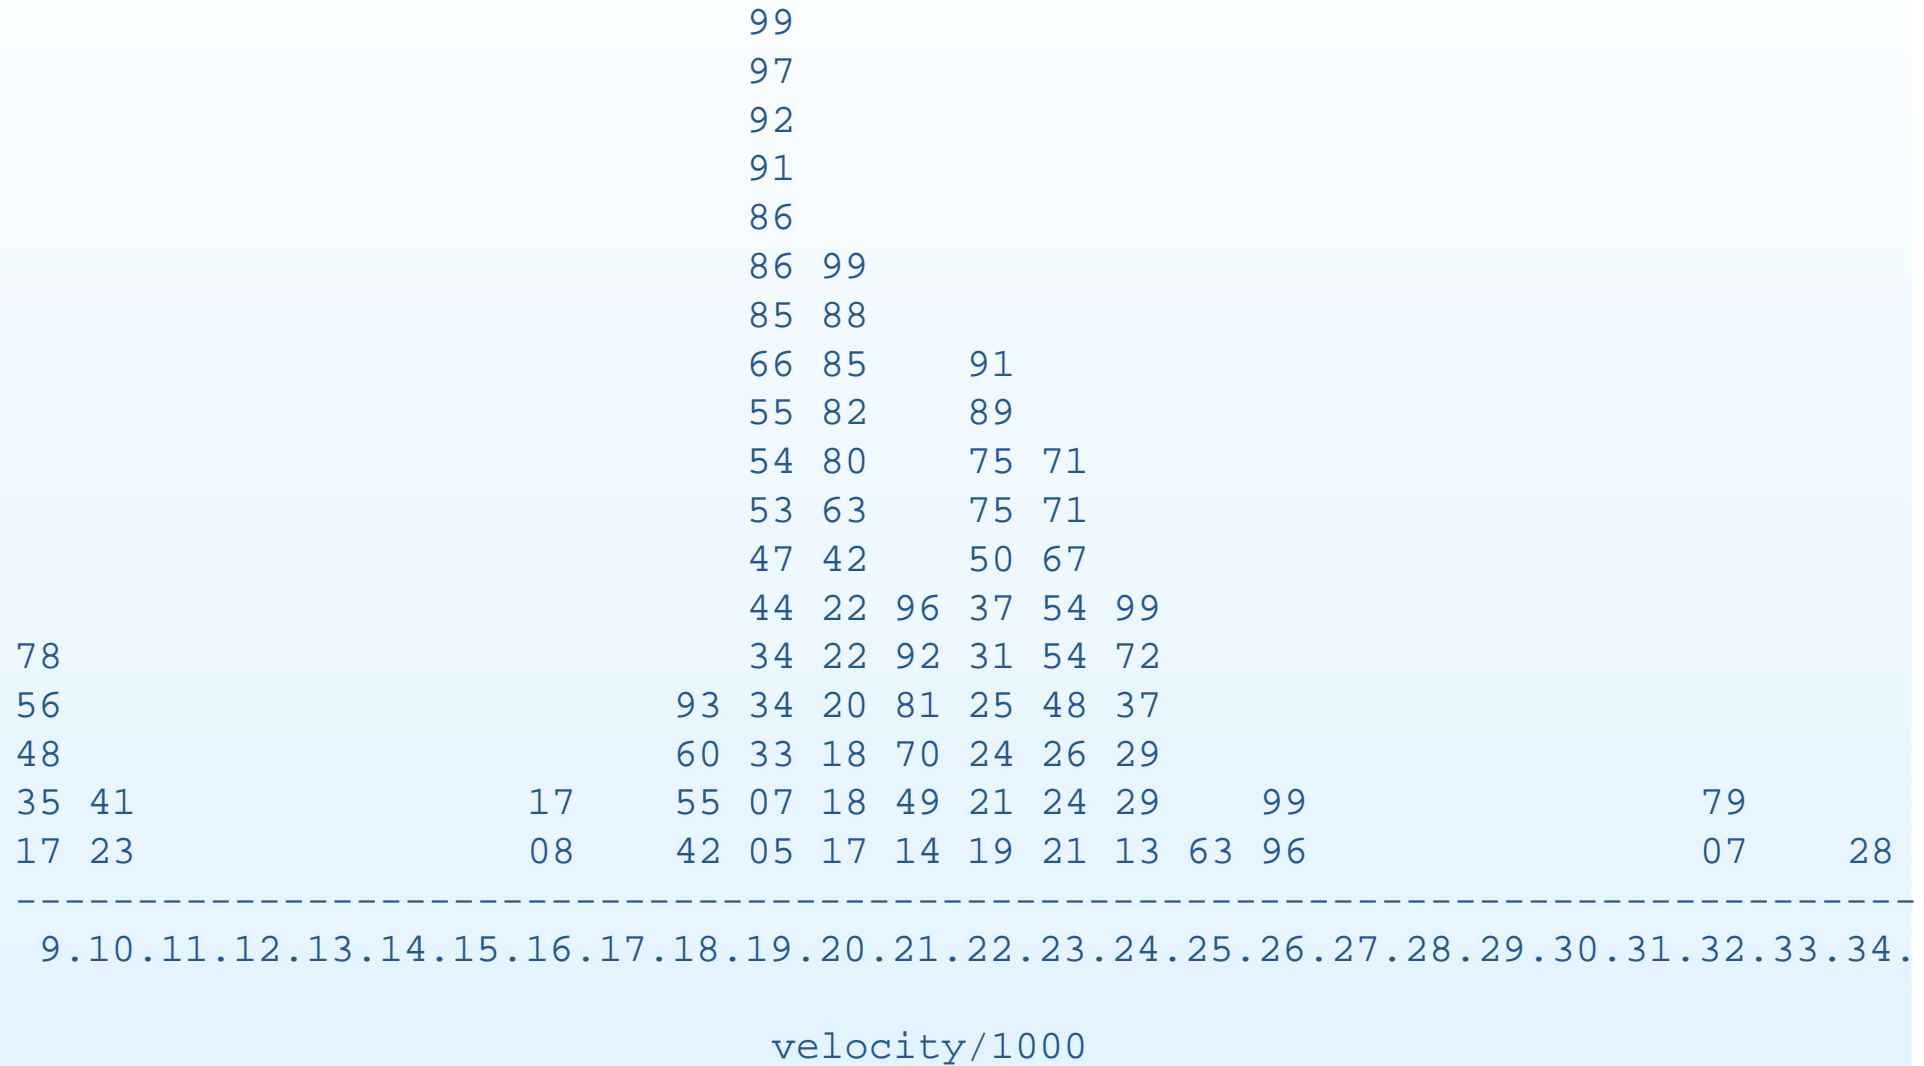 99
97
92
91
86
86 99
85 88
66 85 91
55 82 89
54 80 75 71
53 63 75 71
47 42 50 67
44 22 96 37 54 99
78 34 22 92 31 54 72
56 93 34 20 81 25 48 37
48 60 33 18 70 24 26 29
35 41 17 55 07 18 49 21 24 29 99 79
17 23 08 42 05 17 14 19 21 13 63 96 07 28
--------------------------------------------------------------------------------
9.10.11.12.13.14.15.16.17.18.19.20.21.22.23.24.25.26.27.28.29.30.31.32.33.34.
velocity/1000